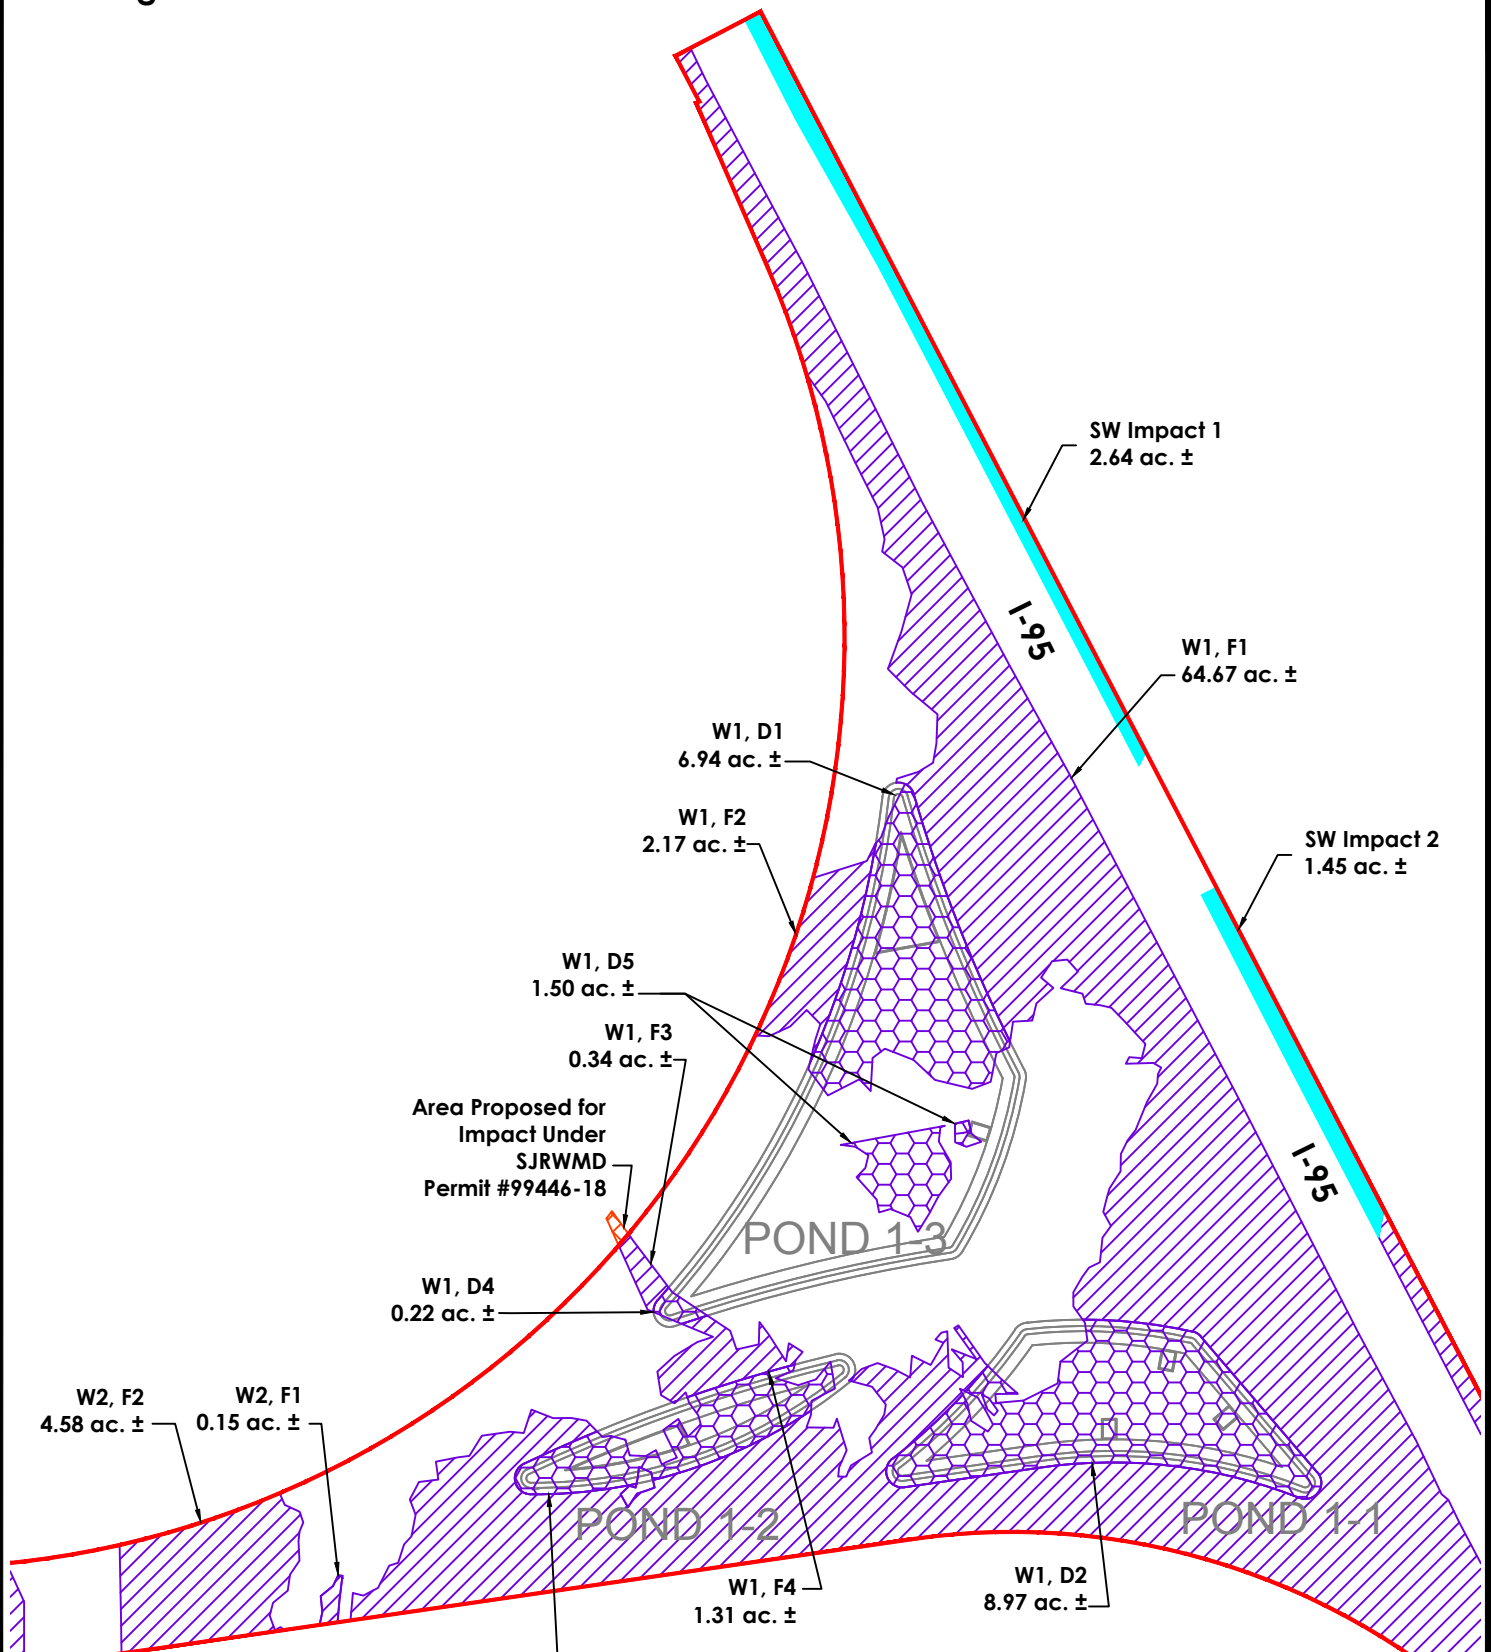 SW Impact 1
2.64 ac. ±
I-95
W1, F1
64.67 ac. ±
W1, D1
6.94 ac. ±
W1, F2
2.17 ac. ±
SW Impact 2
1.45 ac. ±
W1, D5
1.50 ac. ±
W1, F3
0.34 ac. ±
Area Proposed for
Impact Under
SJRWMD
Permit #99446-18
I-95
POND 1-3
W1, D4
0.22 ac. ±
W2, F2
4.58 ac. ±
W2, F1
0.15 ac. ±
POND 1-2
POND 1-1
W1, F4
1.31 ac. ±
W1, D2
8.97 ac. ±